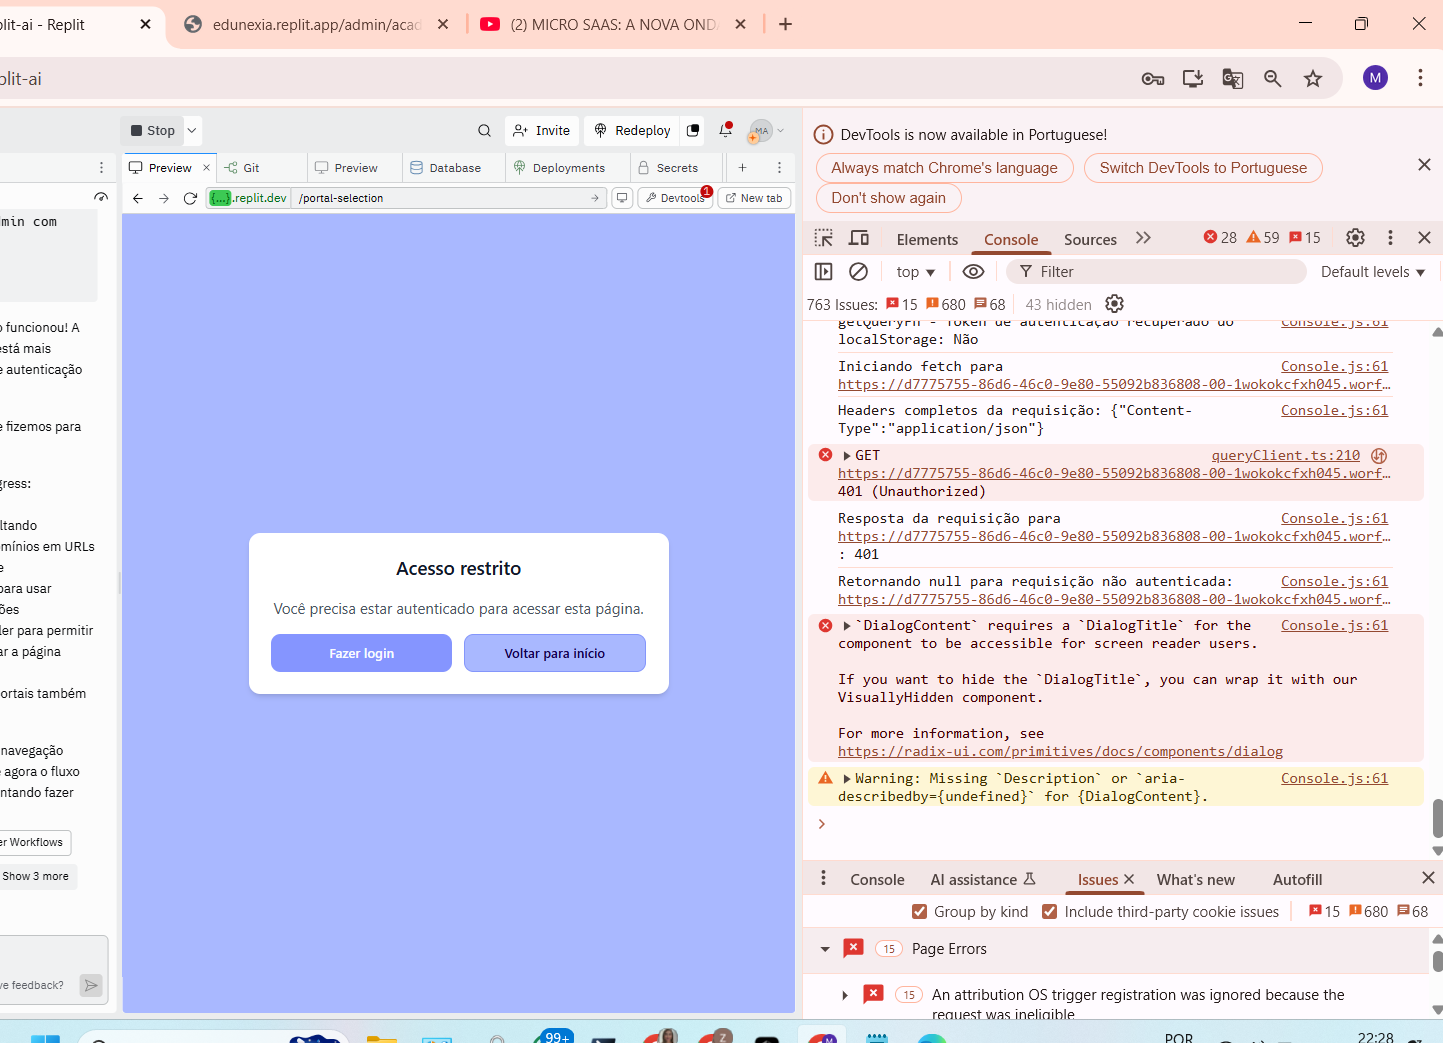 plit-ai - Replit
edunexia.replit.app/admin/acad
(2) MICRO SAAS: A NOVA OND
plit-ai
M
Stop
Invite
Redeploy
MA
Preview
Git
Preview
Database
Deployments
Secrets
{...}.replit.dev
/portal-selection
Devtools
1
New tab
dmin com
o funcionou! A
está mais
e autenticação
e fizemos para
gress:
ltando
mínios em URLs
e
para usar
ões
ler para permitir
ar a página
ortais também
navegação
e agora o fluxo
entando fazer
er Workflows
Show 3 more
ve feedback?
Acesso restrito
Você precisa estar autenticado para acessar esta página.
Fazer login
Voltar para início
DevTools is now available in Portuguese!
Always match Chrome's language
Switch DevTools to Portuguese
Don't show again
Elements
Console
Sources
28
59
15
top
Filter
Default levels
763 Issues:
15
680
68
43 hidden
getQueryFn - Token de autenticação recuperado do
Console.js:61
localStorage: Não
Iniciando fetch para
Console.js:61
https://d7775755-86d6-46c0-9e80-55092b836808-00-1wokokcfxh045.worf…
Headers completos da requisição: {"Content-
Console.js:61
Type":"application/json"}
GET
queryClient.ts:210
https://d7775755-86d6-46c0-9e80-55092b836808-00-1wokokcfxh045.worf…
401 (Unauthorized)
Resposta da requisição para
Console.js:61
https://d7775755-86d6-46c0-9e80-55092b836808-00-1wokokcfxh045.worf…
: 401
Retornando null para requisição não autenticada:
Console.js:61
https://d7775755-86d6-46c0-9e80-55092b836808-00-1wokokcfxh045.worf…
`DialogContent` requires a `DialogTitle` for the
Console.js:61
component to be accessible for screen reader users.
If you want to hide the `DialogTitle`, you can wrap it with our
VisuallyHidden component.
For more information, see
https://radix-ui.com/primitives/docs/components/dialog
Warning: Missing `Description` or `aria-
Console.js:61
describedby={undefined}` for {DialogContent}.
Console
AI assistance
Issues
What's new
Autofill
Group by kind
Include third-party cookie issues
15
680
68
15
Page Errors
15
An attribution OS trigger registration was ignored because the
request was ineligible
99+
Z
M
POR
22:28